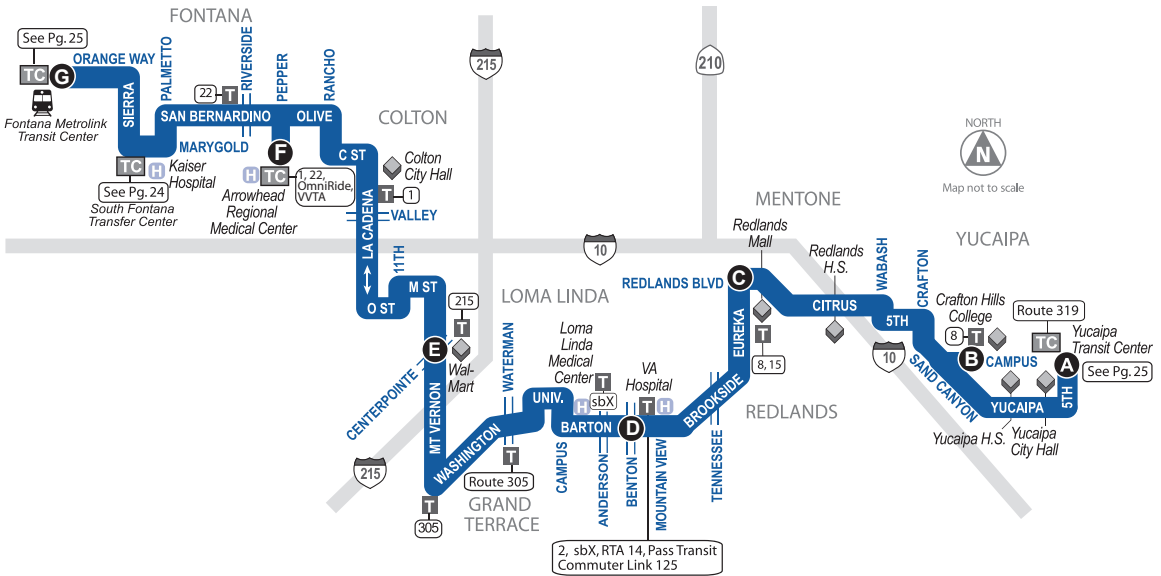 FONTANA
See Pg. 25
TC
G
ORANGE WAY
Fontana Metrolink
Transit Center
SIERRA
PALMETTO
22
T
RIVERSIDE
PEPPER
RANCHO
SAN BERNARDINO
OLIVE
MARYGOLD
TC
H
Kaiser
Hospital
See Pg. 24
South Fontana
Transfer Center
F
H
TC
1, 22,
OmniRide,
VVTA
Arrowhead
Regional
Medical Center
COLTON
C ST
Colton
City Hall
T
1
VALLEY
LA CADENA
11TH
O ST
M ST
215
210
10
NORTH
N
Map not to scale
215
T
E
Wal-
Mart
CENTERPOINTE
MT VERNON
215
T
305
WASHINGTON
WATERMAN
T
Route 305
GRAND
TERRACE
LOMA LINDA
Loma
Linda
Medical
Center
UNIV.
H
T
sbX
CAMPUS
BARTON
ANDERSON
D
BENTON
VA
Hospital
T
H
MOUNTAIN VIEW
2, sbX, RTA 14, Pass Transit
Commuter Link 125
BROOKSIDE
TENNESSEE
REDLANDS
EUREKA
REDLANDS BLVD
C
Redlands
Mall
T
8, 15
MENTONE
Redlands
H.S.
CITRUS
WABASH
5TH
CRAFTON
10
SAND CANYON
YUCAIPA
Crafton Hills
College
8
T
B
CAMPUS
Route 319
TC
Yucaipa
Transit Center
A
See Pg. 25
5TH
YUCAIPA
Yucaipa H.S.
Yucaipa
City Hall